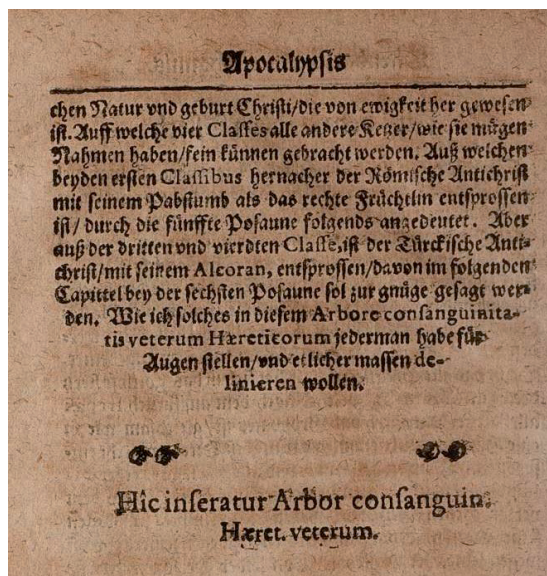 Apocalypsis
chen Natur vnd geburt Christi/die von ewigkeit her gewesen
ist. Auff welche vier Classes alle andere Ketzer/wie sie mügen
Nahmen haben/fein künnen gebracht werden. Auß welchen
beyden ersten Classibus hernacher der Römische Antichrist
mit seinem Pabstumb als das rechte Früchtlin entsprossen
ist/ durch die fünffte Posaune folgends angedeutet. Aber
auß der dritten vnd vierdten Classe, ist der Türckische Anti-
christ/mit seinem Alcoran, entsprossen/davon im folgenden
Capittel bey der sechsten Posaune sol zur gnüge gesagt wer-
den. Wie ich solches in diesem Arbore consanguinita-
tis veterum Hæreticorum jederman habe für
Augen stellen/vnd etlicher massen de-
linieren wollen.
Hîc inseratur Arbor consanguin.
Hæret. veterum.